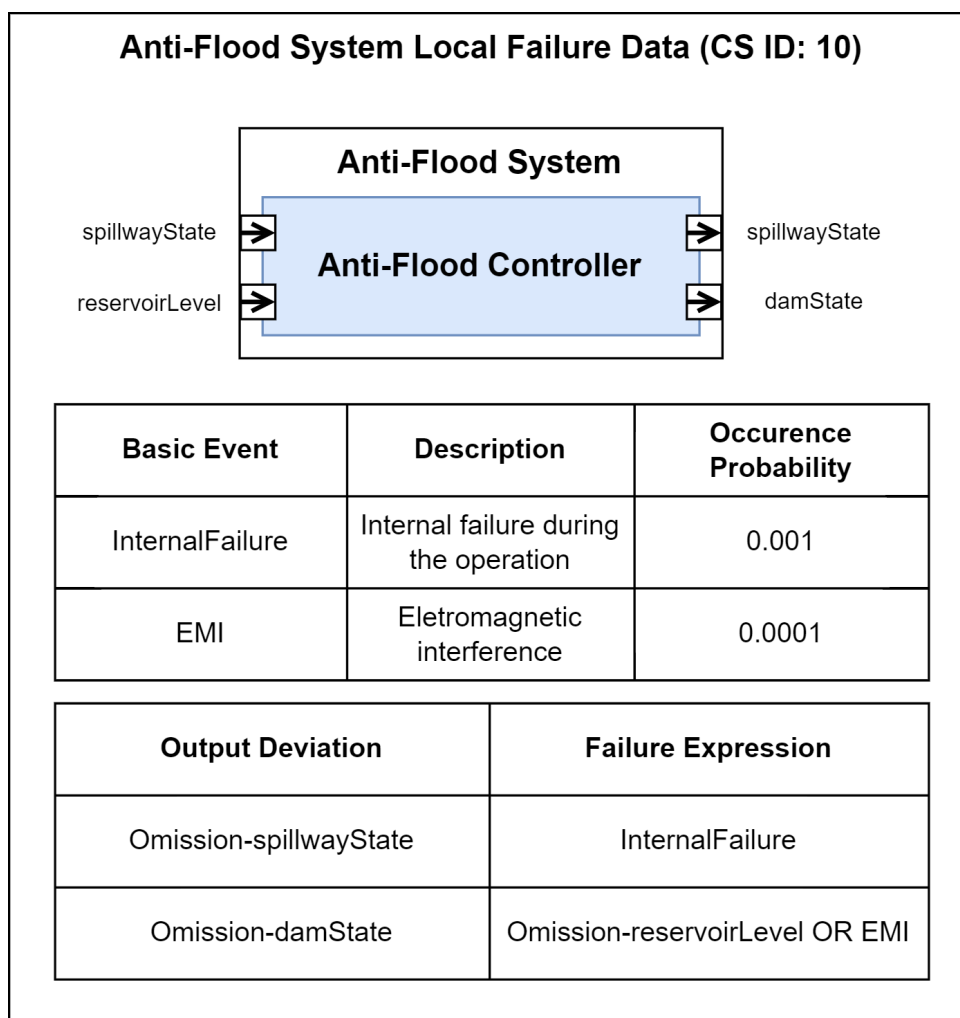 Anti-Flood System Local Failure Data (CS ID: 10)
Anti-Flood System
spillwayState
Anti-Flood Controller
spillwayState
reservoirLevel
damState
Basic Event
Description
Occurence
Probability
InternalFailure
Internal failure during
the operation
0.001
EMI
Eletromagnetic
interference
0.0001
Output Deviation
Failure Expression
Omission-spillwayState
InternalFailure
Omission-damState
Omission-reservoirLevel OR EMI